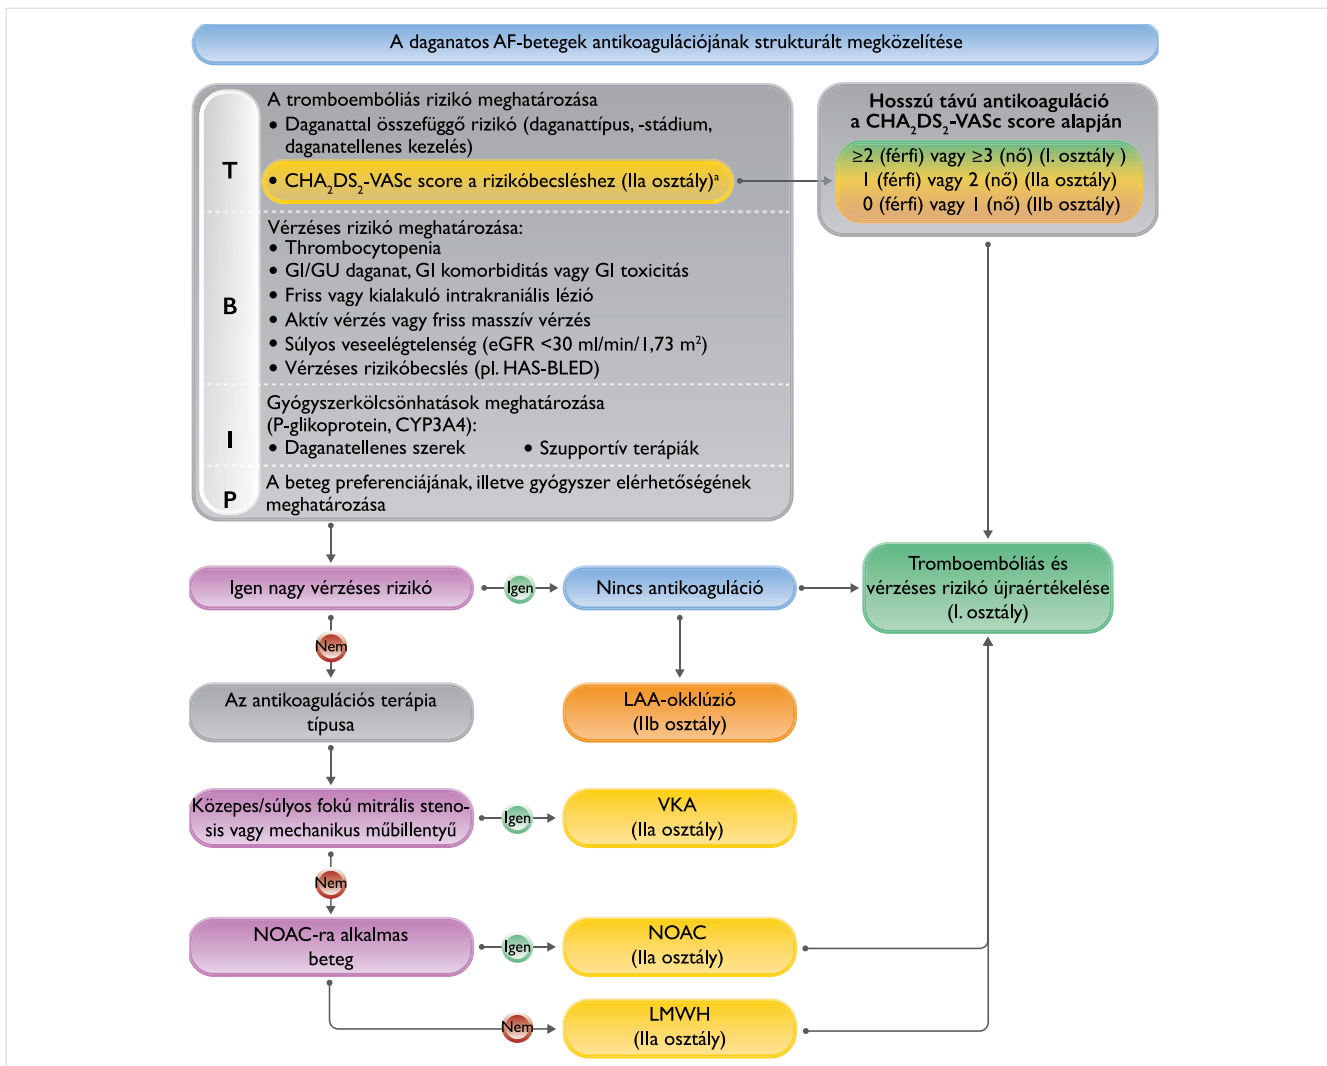 A daganatos AF-betegek antikoagulációjának strukturált megközelítése
T
A tromboembóliás rizikó meghatározása
• Daganattal összefüggő rizikó (daganattípus, -stádium,
daganatellenes kezelés)
• CHA₂DS₂-VASc score a rizikóbecsléshez (IIa osztály)ᵃ
Hosszú távú antikoaguláció
a CHA₂DS₂-VASc score alapján
≥2 (férfi) vagy ≥3 (nő) (I. osztály )
1 (férfi) vagy 2 (nő) (IIa osztály)
0 (férfi) vagy 1 (nő) (IIb osztály)
B
Vérzéses rizikó meghatározása:
• Thrombocytopenia
• GI/GU daganat, GI komorbiditás vagy GI toxicitás
• Friss vagy kialakuló intrakraniális lézió
• Aktív vérzés vagy friss masszív vérzés
• Súlyos veseelégtelenség (eGFR <30 ml/min/1,73 m²)
• Vérzéses rizikóbecslés (pl. HAS-BLED)
I
Gyógyszerkölcsönhatások meghatározása
(P-glikoprotein, CYP3A4):
• Daganatellenes szerek • Szupportív terápiák
P
A beteg preferenciájának, illetve gyógyszer elérhetőségének
meghatározása
Igen nagy vérzéses rizikó
Igen
Nincs antikoaguláció
Tromboembóliás és
vérzéses rizikó újraértékelése
(I. osztály)
Nem
Az antikoagulációs terápia
típusa
LAA-okklúzió
(IIb osztály)
Közepes/súlyos fokú mitrális steno-
sis vagy mechanikus műbillentyű
Igen
VKA
(IIa osztály)
Nem
NOAC-ra alkalmas
beteg
Igen
NOAC
(IIa osztály)
Nem
LMWH
(IIa osztály)